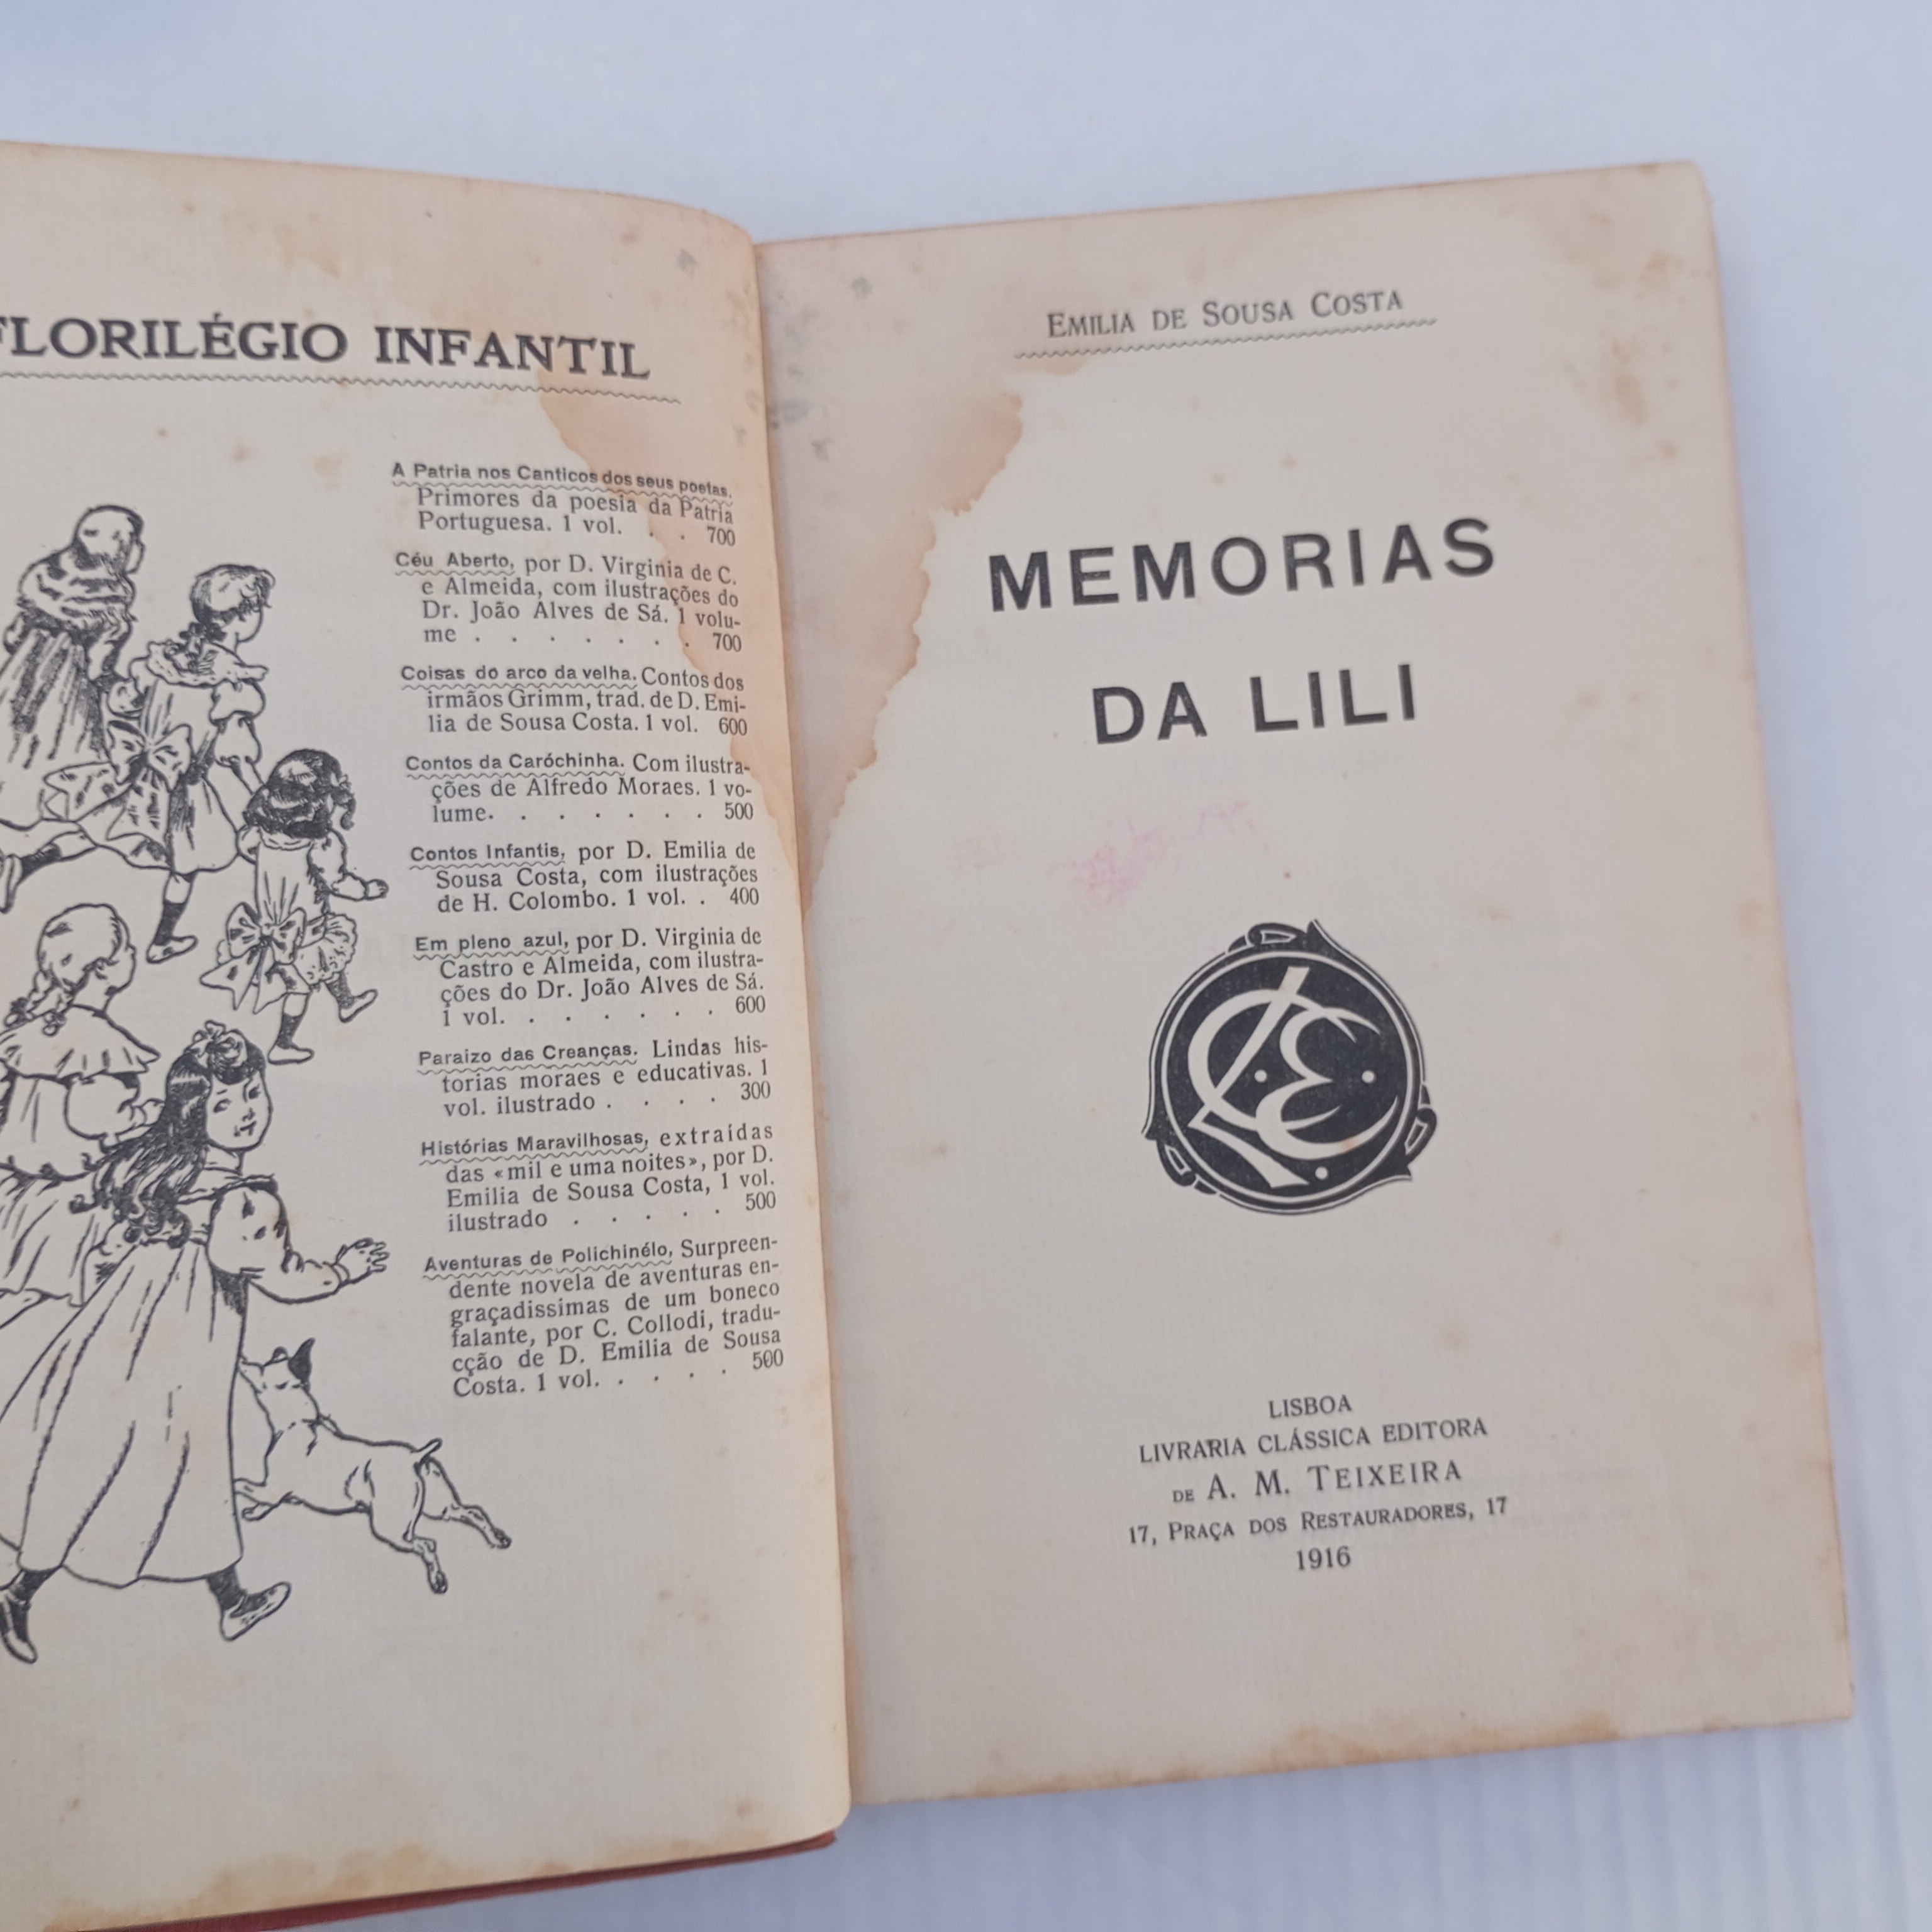 FLORILÉGIO INFANTIL
A Patria nos Canticos dos seus poetas.
Primores da poesia da Patria
Portuguesa. 1 vol. . . 700
Céu Aberto, por D. Virginia de C.
e Almeida, com ilustrações do
Dr. João Alves de Sá. 1 volu-
me . . . . . . . 700
Coisas do arco da velha. Contos dos
irmãos Grimm, trad. de D. Emi-
lia de Sousa Costa. 1 vol. 600
Contos da Caróchinha. Com ilustra-
ções de Alfredo Moraes. 1 vo-
lume. . . . . . . 500
Contos Infantis, por D. Emilia de
Sousa Costa, com ilustrações
de H. Colombo. 1 vol. . 400
Em pleno azul, por D. Virginia de
Castro e Almeida, com ilustra-
ções do Dr. João Alves de Sá.
1 vol. . . . . . . 600
Paraizo das Creanças. Lindas his-
torias moraes e educativas. 1
vol. ilustrado . . . . 300
Histórias Maravilhosas, extraídas
das «mil e uma noites», por D.
Emilia de Sousa Costa, 1 vol.
ilustrado . . . . . 500
Aventuras de Polichinélo, Surpreen-
dente novela de aventuras en-
graçadissimas de um boneco
falante, por C. Collodi, tradu-
cção de D. Emilia de Sousa
Costa. 1 vol. . . . . 500
EMILIA DE SOUSA COSTA
MEMORIAS
DA LILI
LCE
LISBOA
LIVRARIA CLÁSSICA EDITORA
DE A. M. TEIXEIRA
17, PRAÇA DOS RESTAURADORES, 17
1916